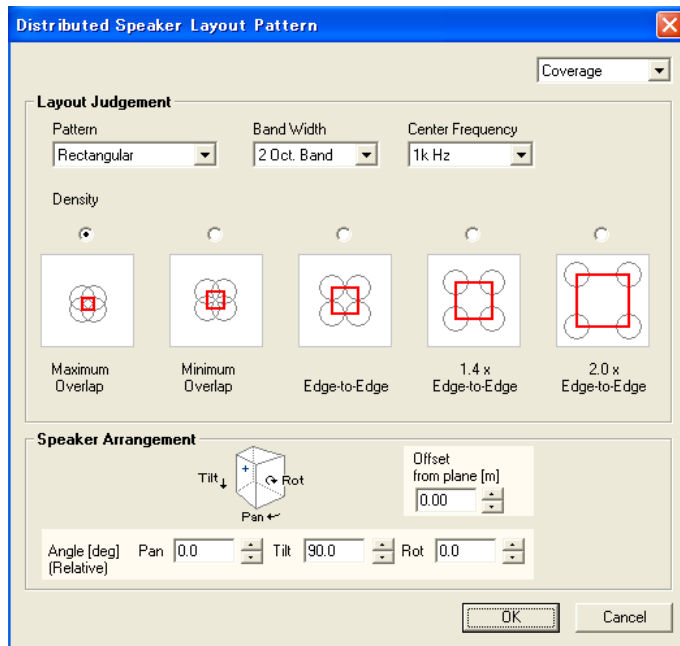 Distributed Speaker Layout Pattern
Coverage
Layout Judgement
Pattern
Band Width
Center Frequency
Rectangular
2 Oct. Band
1k Hz
Density
Maximum
Overlap
Minimum
Overlap
Edge-to-Edge
1.4 x
Edge-to-Edge
2.0 x
Edge-to-Edge
Speaker Arrangement
Tilt
Rot
Pan
Offset
from plane [m]
0.00
Angle [deg]
(Relative)
Pan 0.0 Tilt 90.0 Rot 0.0
OK
Cancel